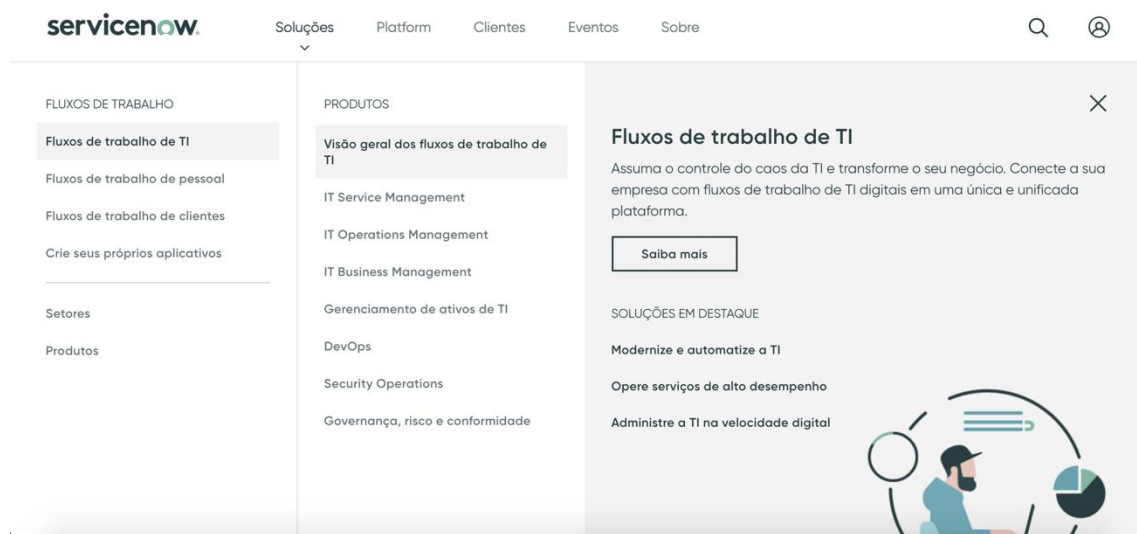 servicenow.
Soluções
Platform
Clientes
Eventos
Sobre
FLUXOS DE TRABALHO
Fluxos de trabalho de TI
Fluxos de trabalho de pessoal
Fluxos de trabalho de clientes
Crie seus próprios aplicativos
Setores
Produtos
PRODUTOS
Visão geral dos fluxos de trabalho de
TI
IT Service Management
IT Operations Management
IT Business Management
Gerenciamento de ativos de TI
DevOps
Security Operations
Governança, risco e conformidade
Fluxos de trabalho de TI
Assuma o controle do caos da TI e transforme o seu negócio. Conecte a sua
empresa com fluxos de trabalho de TI digitais em uma única e unificada
plataforma.
Saiba mais
SOLUÇÕES EM DESTAQUE
Modernize e automatize a TI
Opere serviços de alto desempenho
Administre a TI na velocidade digital